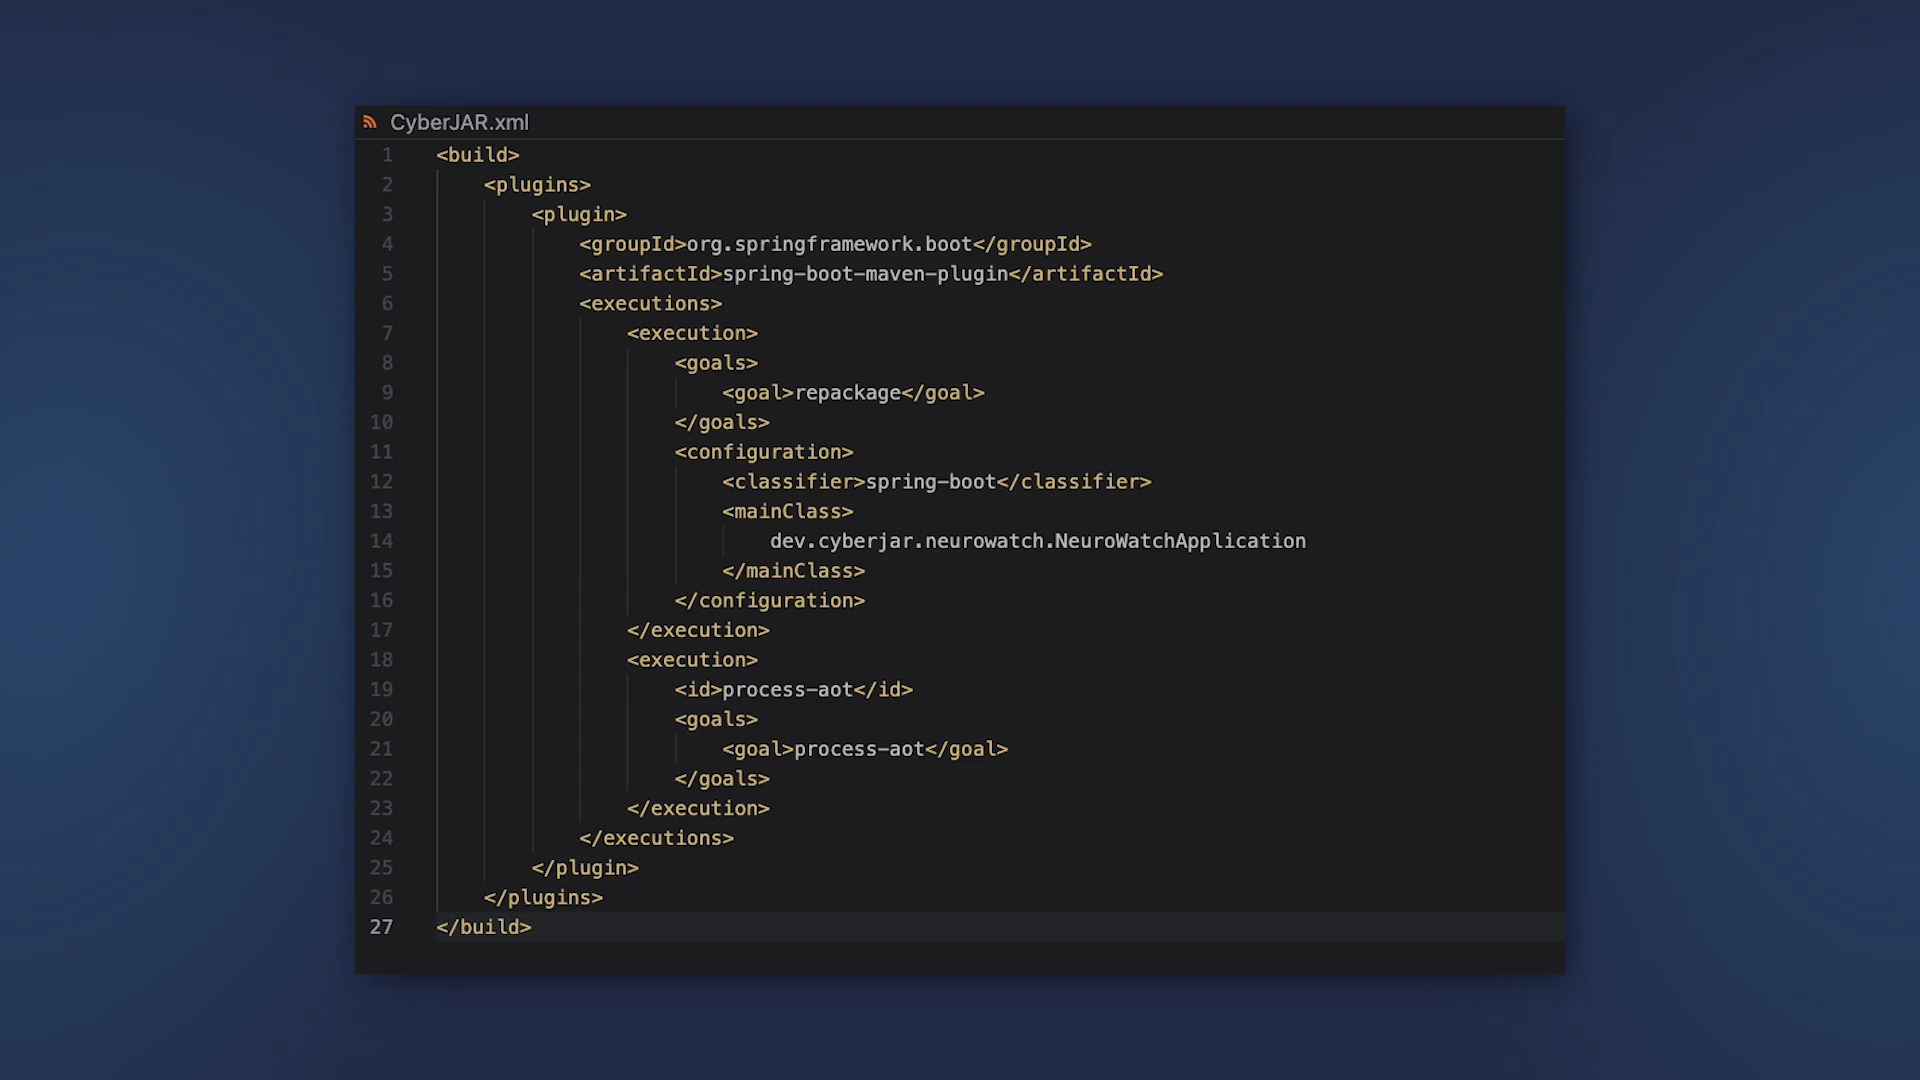 CyberJAR.xml
1 <build>
2 <plugins>
3 <plugin>
4 <groupId>org.springframework.boot</groupId>
5 <artifactId>spring-boot-maven-plugin</artifactId>
6 <executions>
7 <execution>
8 <goals>
9 <goal>repackage</goal>
10 </goals>
11 <configuration>
12 <classifier>spring-boot</classifier>
13 <mainClass>
14 dev.cyberjar.neurowatch.NeuroWatchApplication
15 </mainClass>
16 </configuration>
17 </execution>
18 <execution>
19 <id>process-aot</id>
20 <goals>
21 <goal>process-aot</goal>
22 </goals>
23 </execution>
24 </executions>
25 </plugin>
26 </plugins>
27 </build>